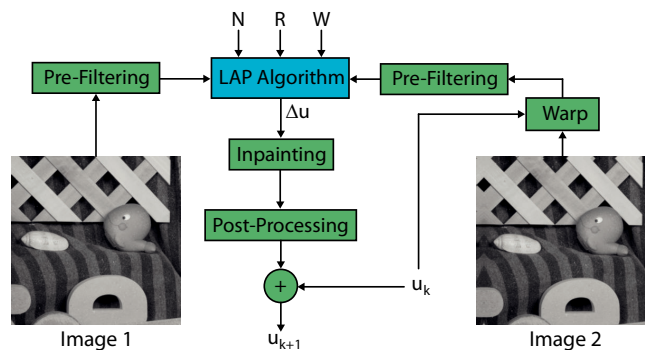 N R W
Pre-Filtering
LAP Algorithm
Pre-Filtering
Δu
Warp
Inpainting
Post-Processing
+
uₖ
uₖ₊₁
Image 1
Image 2